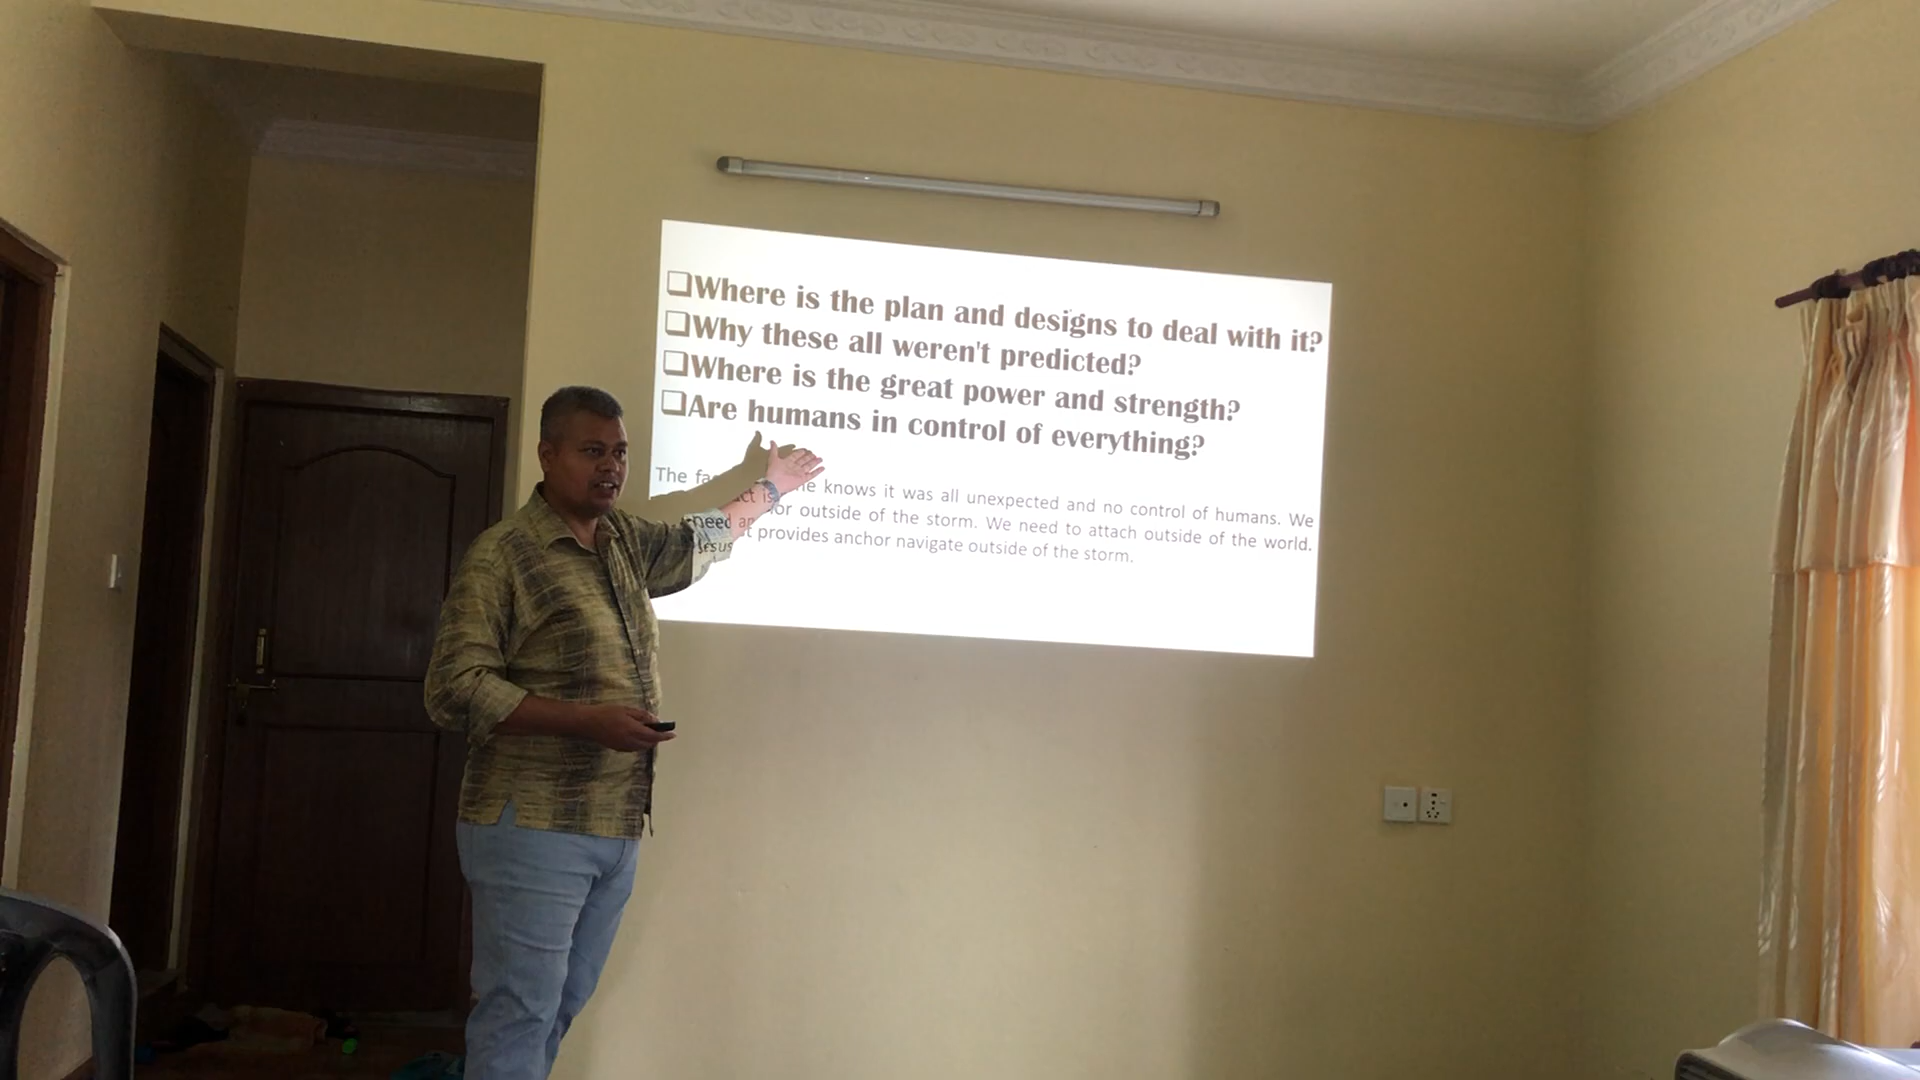 ❑Where is the plan and designs to deal with it?
❑Why these all weren't predicted?
❑Where is the great power and strength?
❑Are humans in control of everything?
The knows it was all unexpected and no control of humans. We
need outside of the storm. We need to attach outside of the world.
Jesus provides anchor navigate outside of the storm.